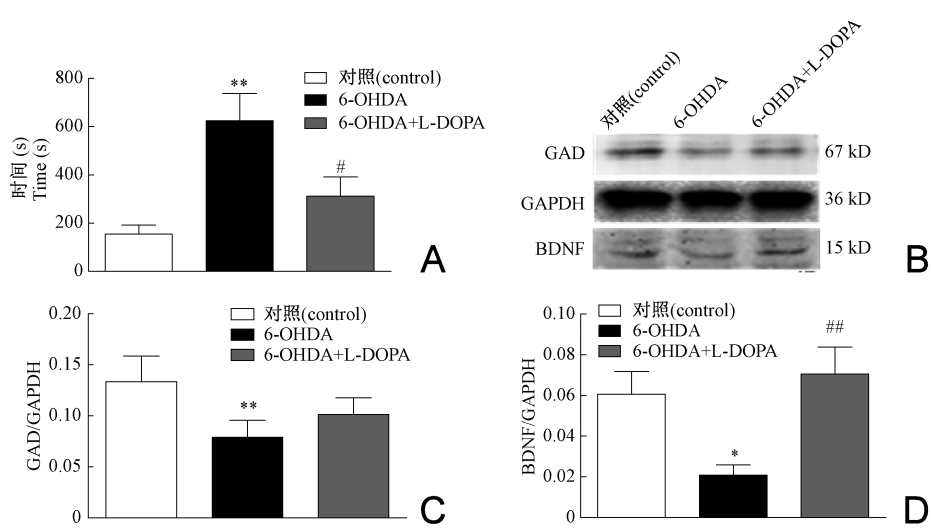 对照(control)
6-OHDA
6-OHDA+L-DOPA
800
600
400
200
0
时间 (s)
Time (s)
**
#
A
对照(control)
6-OHDA
6-OHDA+L-DOPA
GAD
67 kD
GAPDH
36 kD
BDNF
15 kD
B
对照(control)
6-OHDA
6-OHDA+L-DOPA
0.20
0.15
0.10
0.05
0
GAD/GAPDH
**
C
对照(control)
6-OHDA
6-OHDA+L-DOPA
0.10
0.08
0.06
0.04
0.02
0
BDNF/GAPDH
*
##
D